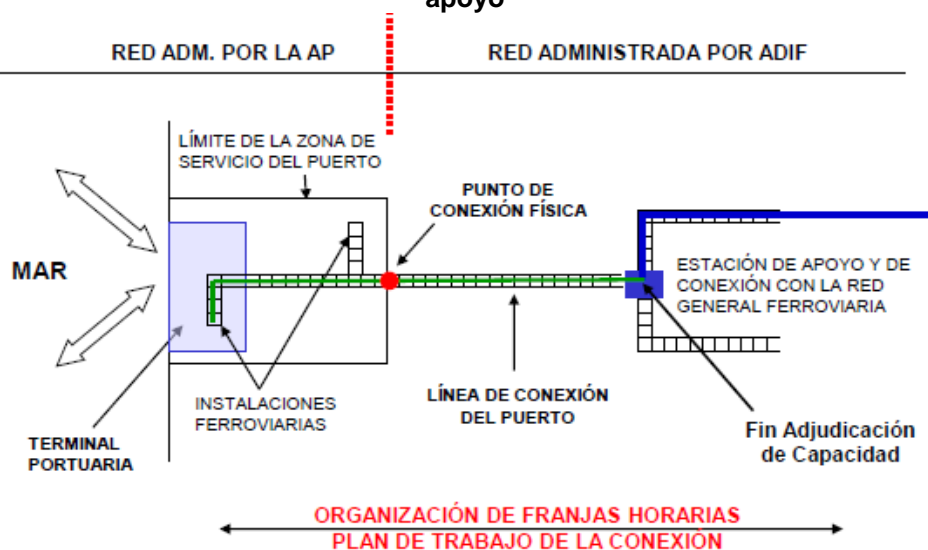 apoyo
RED ADM. POR LA AP
RED ADMINISTRADA POR ADIF
LÍMITE DE LA ZONA DE
SERVICIO DEL PUERTO
PUNTO DE
CONEXIÓN FÍSICA
MAR
ESTACIÓN DE APOYO Y DE
CONEXIÓN CON LA RED
GENERAL FERROVIARIA
INSTALACIONES
FERROVIARIAS
LÍNEA DE CONEXIÓN
DEL PUERTO
TERMINAL
PORTUARIA
Fin Adjudicación
de Capacidad
ORGANIZACIÓN DE FRANJAS HORARIAS
PLAN DE TRABAJO DE LA CONEXIÓN